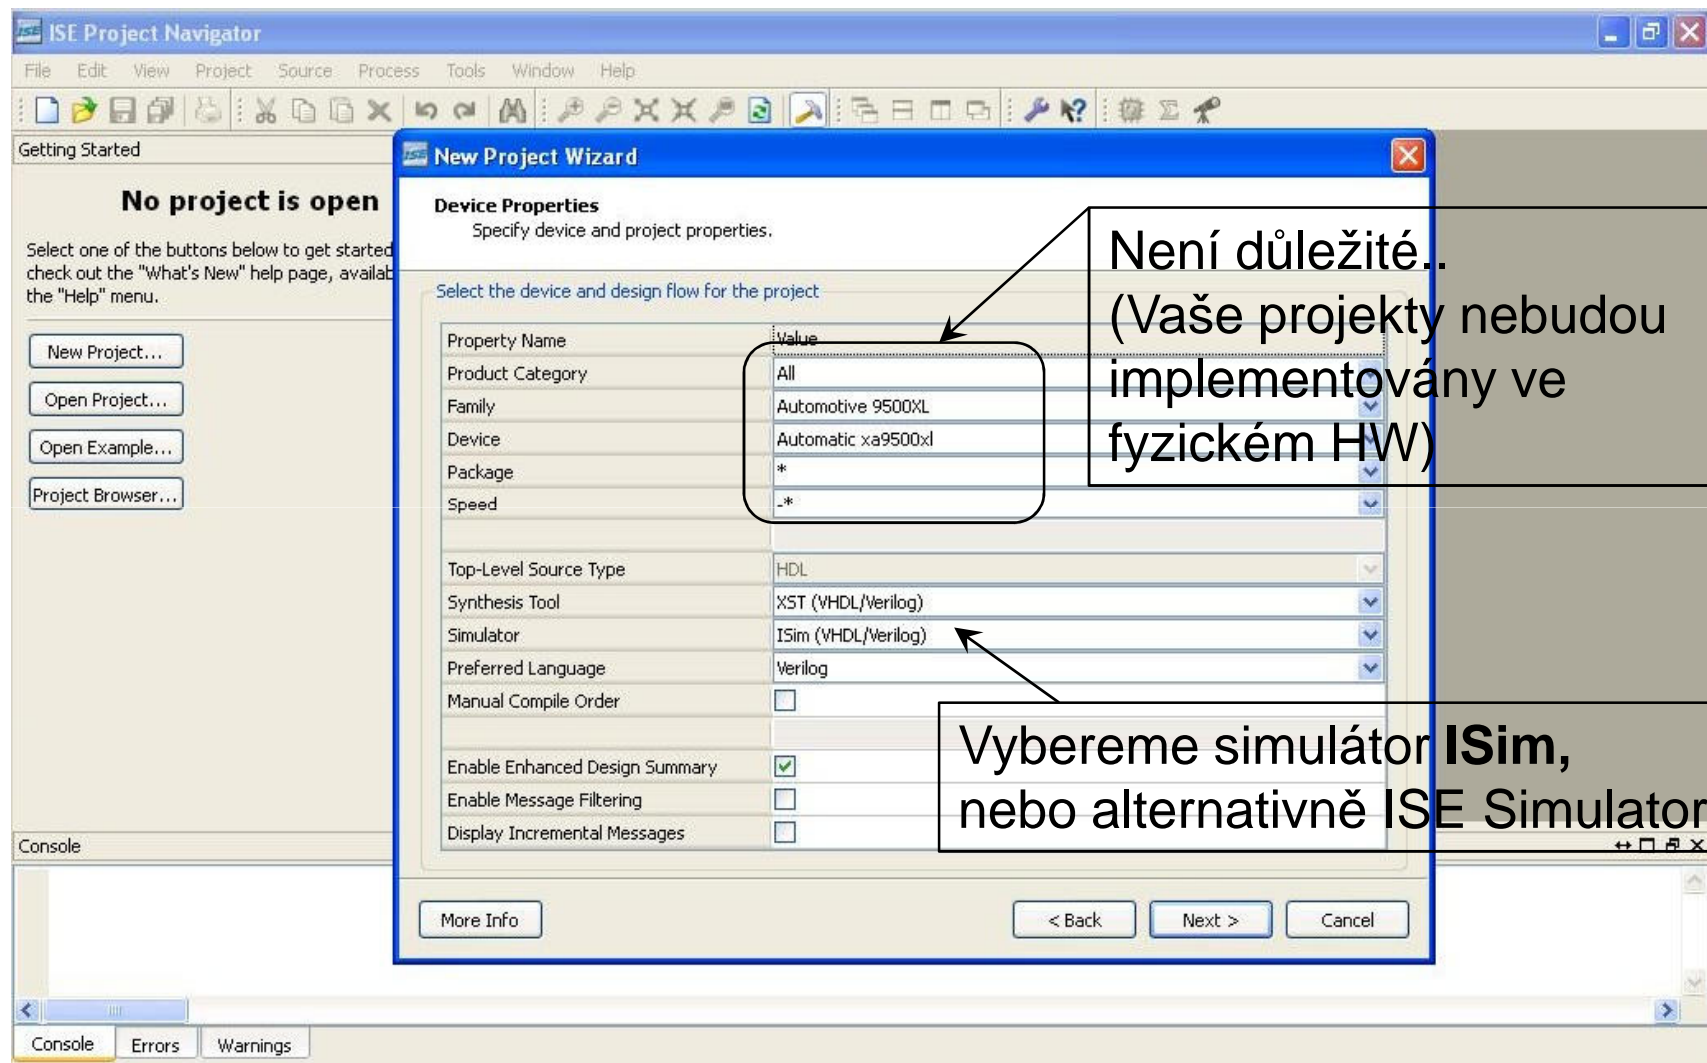 ISE Project Navigator
File Edit View Project Source Process Tools Window Help
Getting Started
No project is open
Select one of the buttons below to get started
check out the "What's New" help page, availab
the "Help" menu.
New Project...
Open Project...
Open Example...
Project Browser...
New Project Wizard
Device Properties
Specify device and project properties.
Select the device and design flow for the project
Property Name Value
Product Category All
Family Automotive 9500XL
Device Automatic xa9500xl
Package *
Speed -*
Top-Level Source Type HDL
Synthesis Tool XST (VHDL/Verilog)
Simulator ISim (VHDL/Verilog)
Preferred Language Verilog
Manual Compile Order
Enable Enhanced Design Summary
Enable Message Filtering
Display Incremental Messages
More Info < Back Next > Cancel
Není důležité..
(Vaše projekty nebudou
implementovány ve
fyzickém HW)
Vybereme simulátor ISim,
nebo alternativně ISE Simulator
Console
Console Errors Warnings